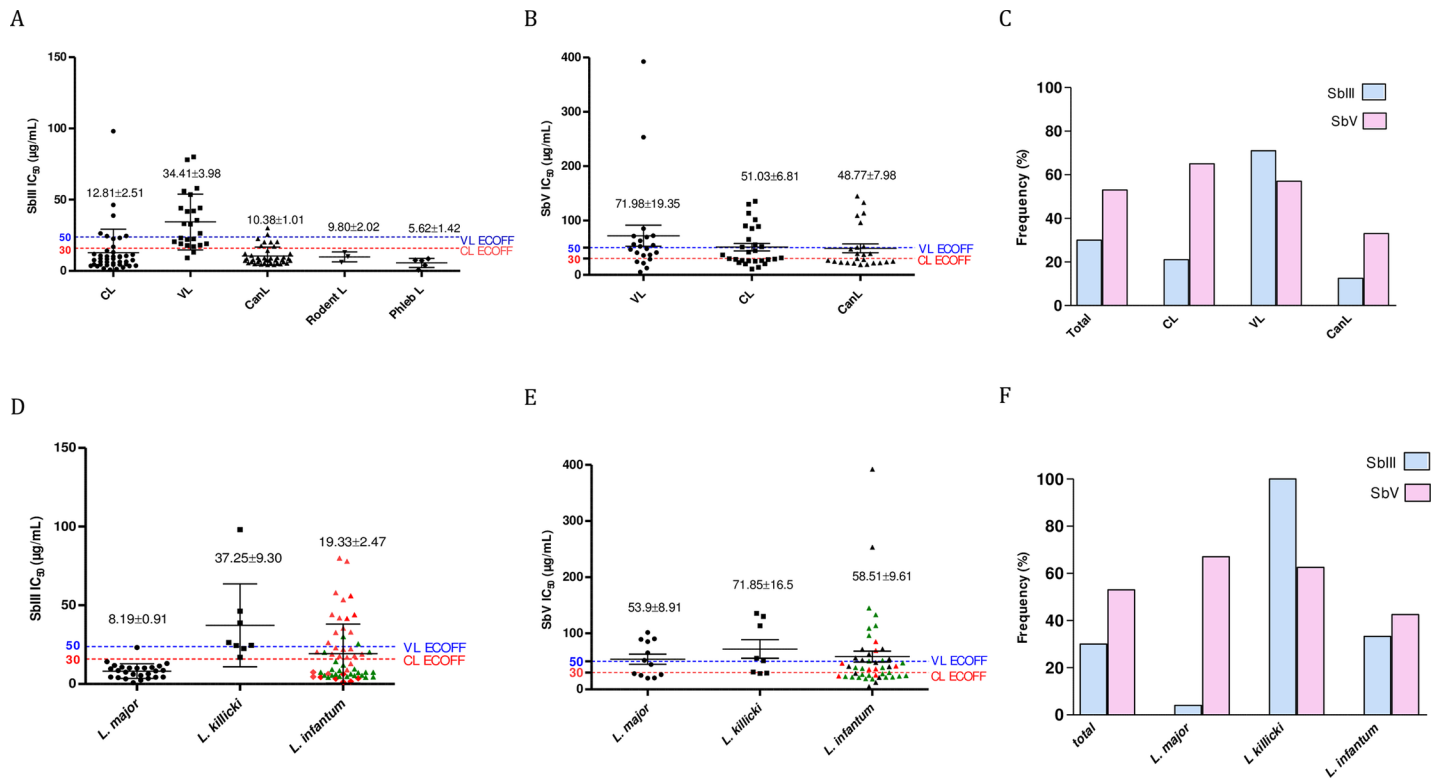 A
SbIII IC50 (µg/mL)
150
100
50
0
50
30
12.81±2.51
34.41±3.98
10.38±1.01
9.80±2.02
5.62±1.42
VL ECOFF
CL ECOFF
CL
VL
CanL
Rodent L
Phleb L
B
SbV IC50 (µg/mL)
400
300
200
100
0
50
30
71.98±19.35
51.03±6.81
48.77±7.98
VL ECOFF
CL ECOFF
VL
CL
CanL
C
SbIII
SbV
Frequency (%)
100
80
60
40
20
0
Total
CL
VL
CanL
D
SbIII IC50 (µg/mL)
150
100
50
0
50
30
8.19±0.91
37.25±9.30
19.33±2.47
VL ECOFF
CL ECOFF
L. major
L. killicki
L. infantum
E
SbV IC50 (µg/mL)
400
300
200
100
0
50
30
53.9±8.91
71.85±16.5
58.51±9.61
VL ECOFF
CL ECOFF
L. major
L. killicki
L. infantum
F
SbIII
SbV
Frequency (%)
100
80
60
40
20
0
total
L. major
L killicki
L. infantum